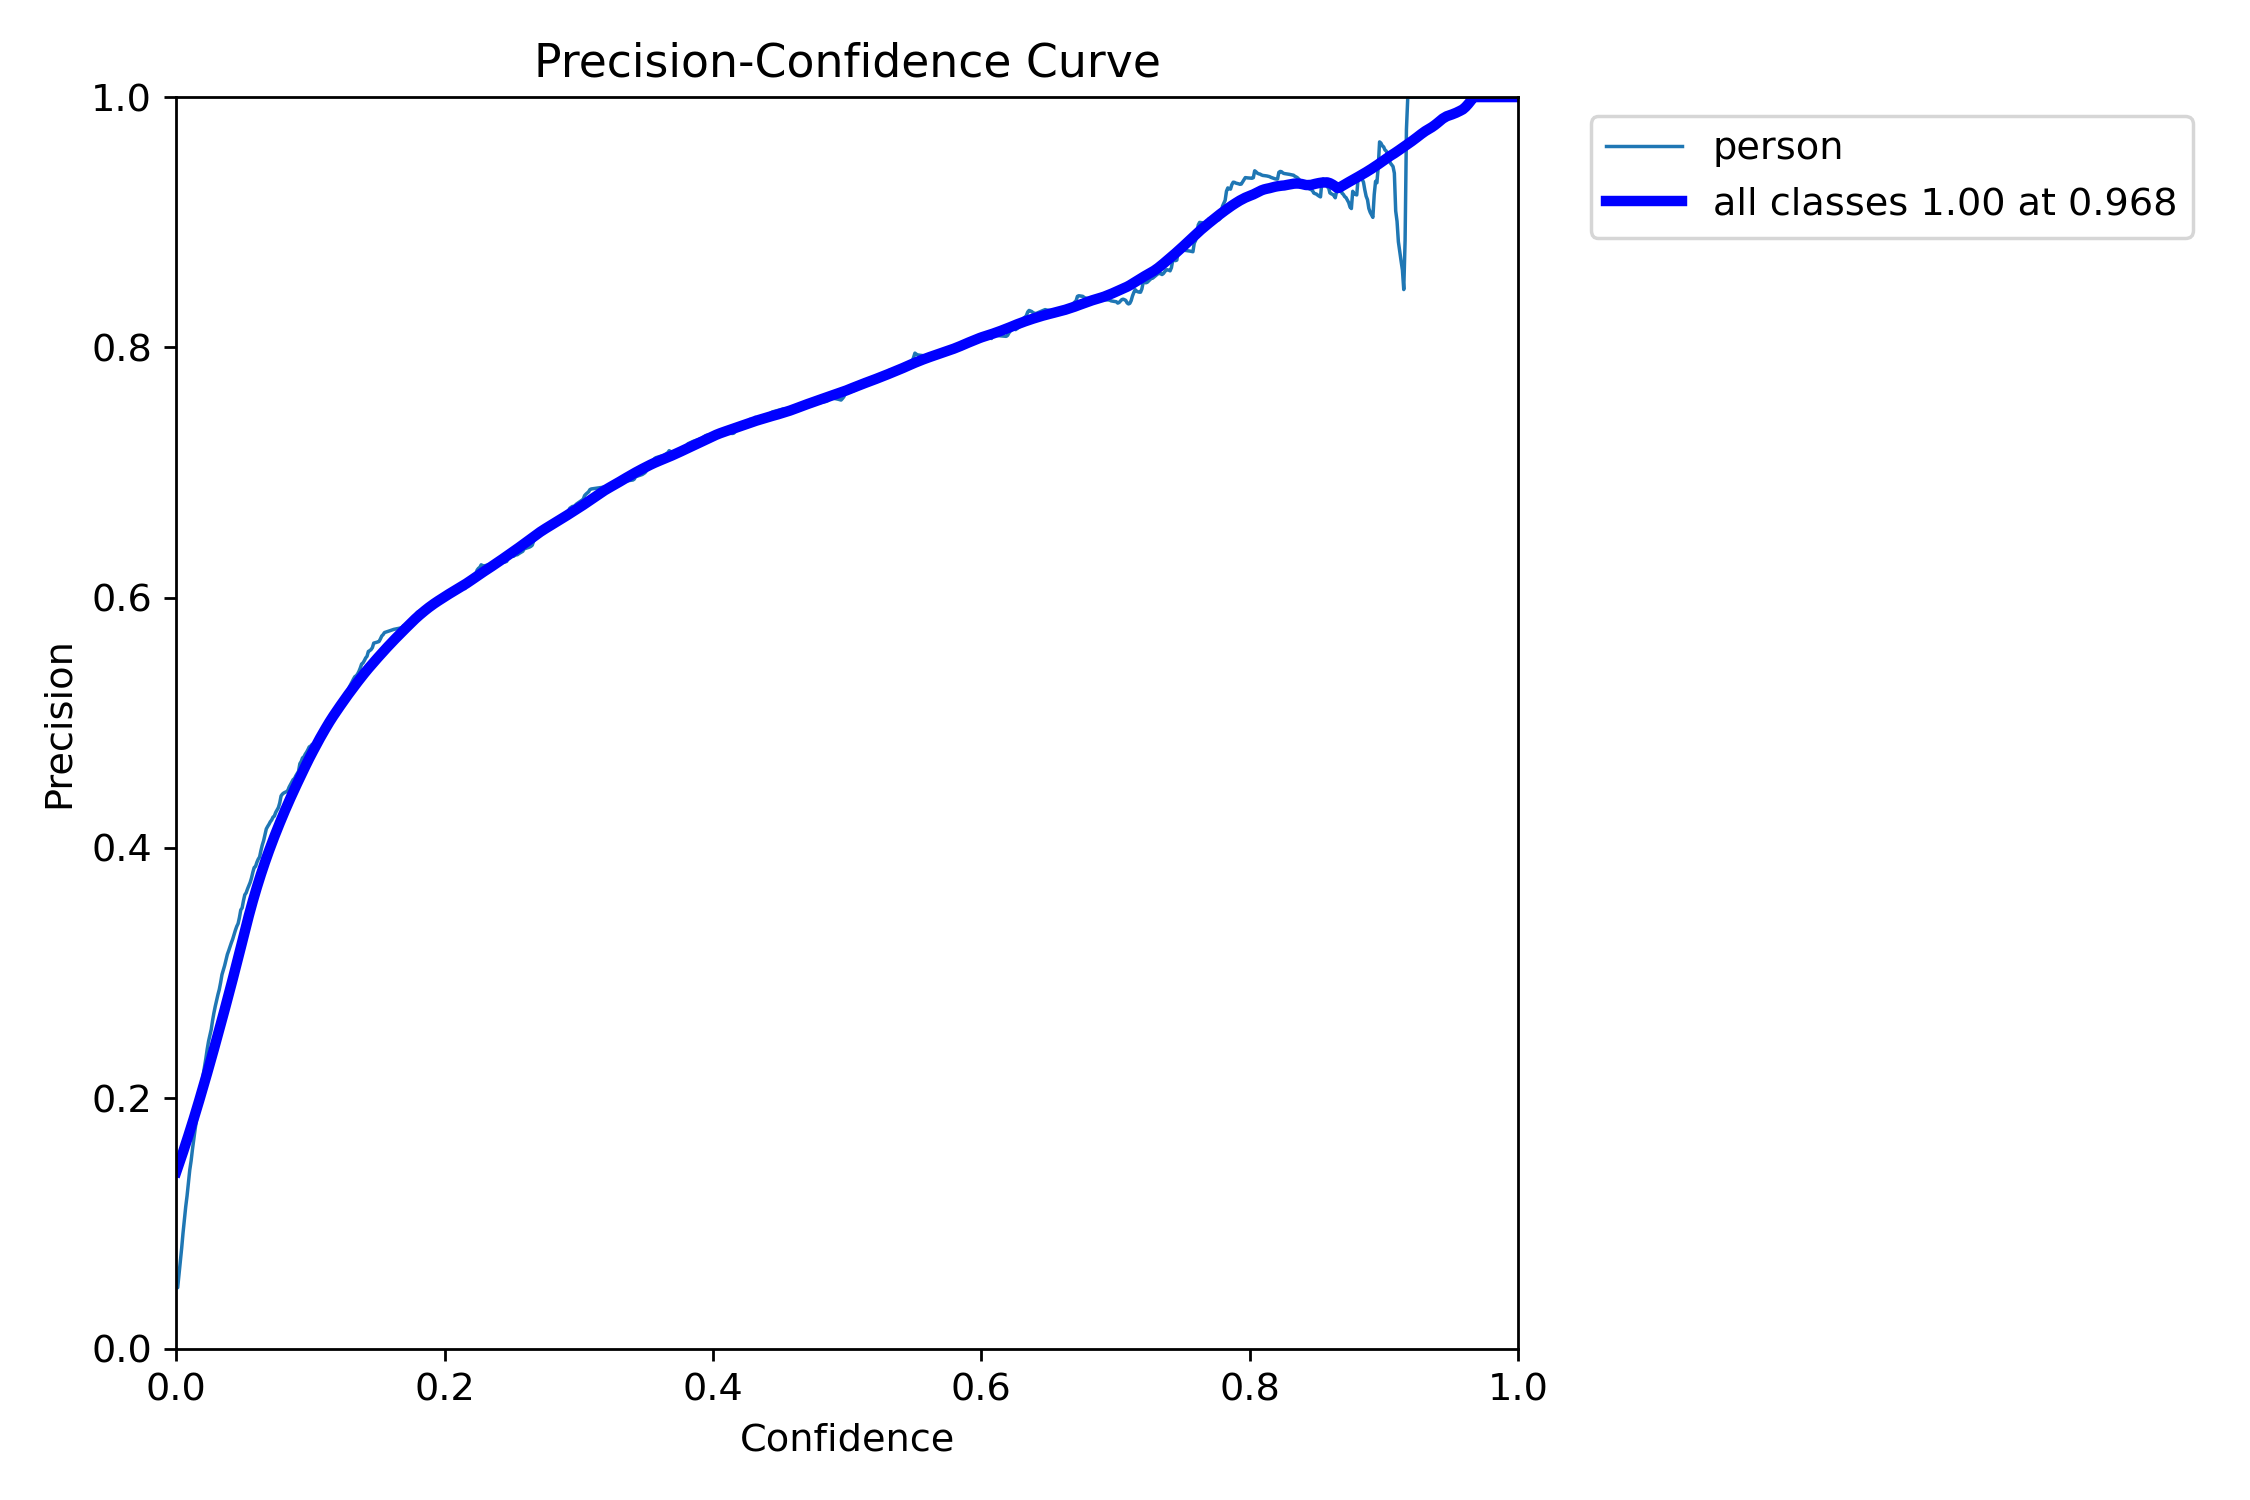 Precision-Confidence Curve
1.0
0.8
0.6
0.4
0.2
0.0
Precision
0.0 0.2 0.4 0.6 0.8 1.0
Confidence
person
all classes 1.00 at 0.968